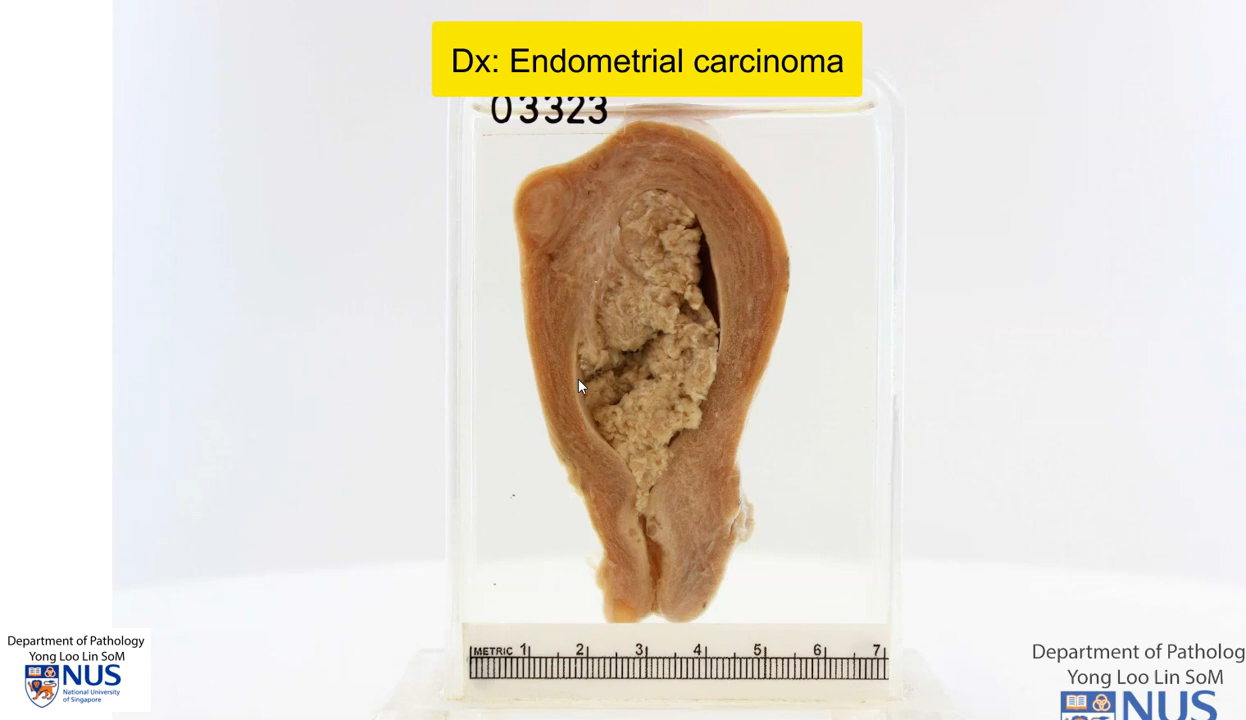 Dx: Endometrial carcinoma
03323
METRIC 1 2 3 4 5 6 7
Department of Pathology
Yong Loo Lin SoM
NUS
National University
of Singapore
Department of Patholog
Yong Loo Lin SoM
NUS